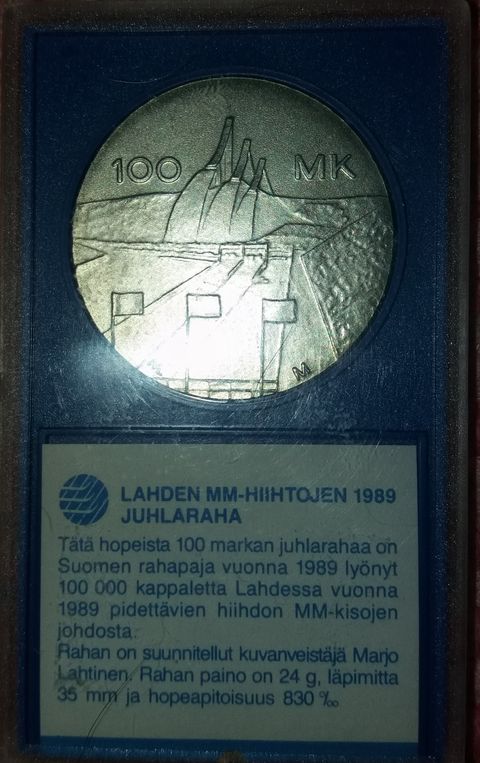 100 MK
M
LAHDEN MM-HIIHTOJEN 1989
JUHLARAHA
Tätä hopeista 100 markan juhlarahaa on
Suomen rahapaja vuonna 1989 lyönyt
100 000 kappaletta Lahdessa vuonna
1989 pidettävien hiihdon MM-kisojen
johdosta.
Rahan on suunnitellut kuvanveistäjä Marjo
Lahtinen. Rahan paino on 24 g, läpimitta
35 mm ja hopeapitoisuus 830 ‰